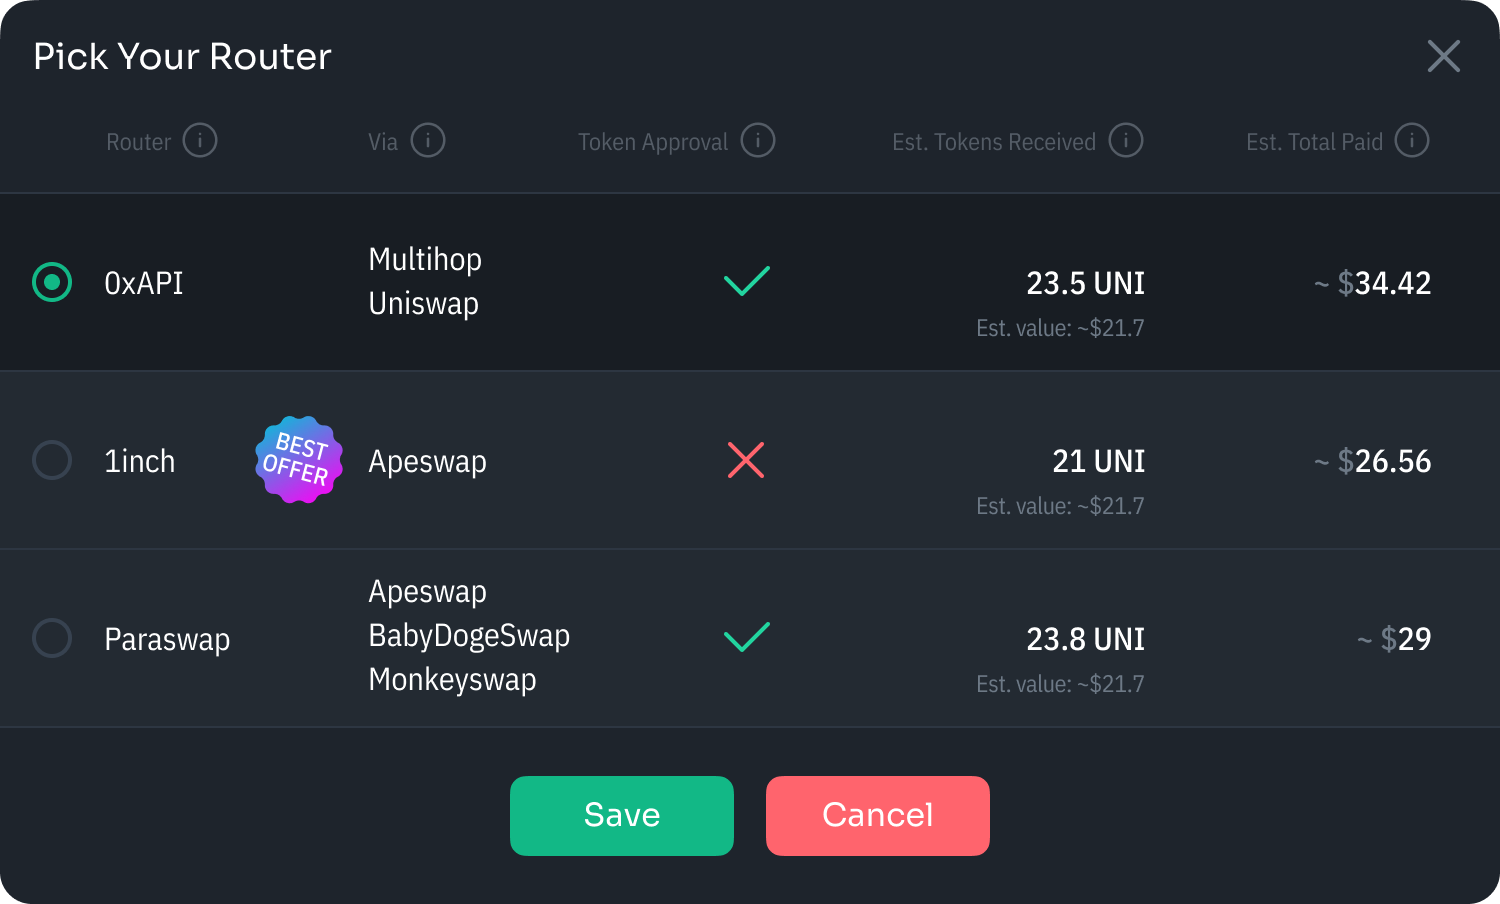 Pick Your Router
Router Via Token Approval Est. Tokens Received Est. Total Paid
0xAPI
Multihop
Uniswap
23.5 UNI
Est. value: ~$21.7
~ $34.42
1inch
BEST
OFFER
Apeswap
21 UNI
Est. value: ~$21.7
~ $26.56
Paraswap
Apeswap
BabyDogeSwap
Monkeyswap
23.8 UNI
Est. value: ~$21.7
~ $29
Save Cancel